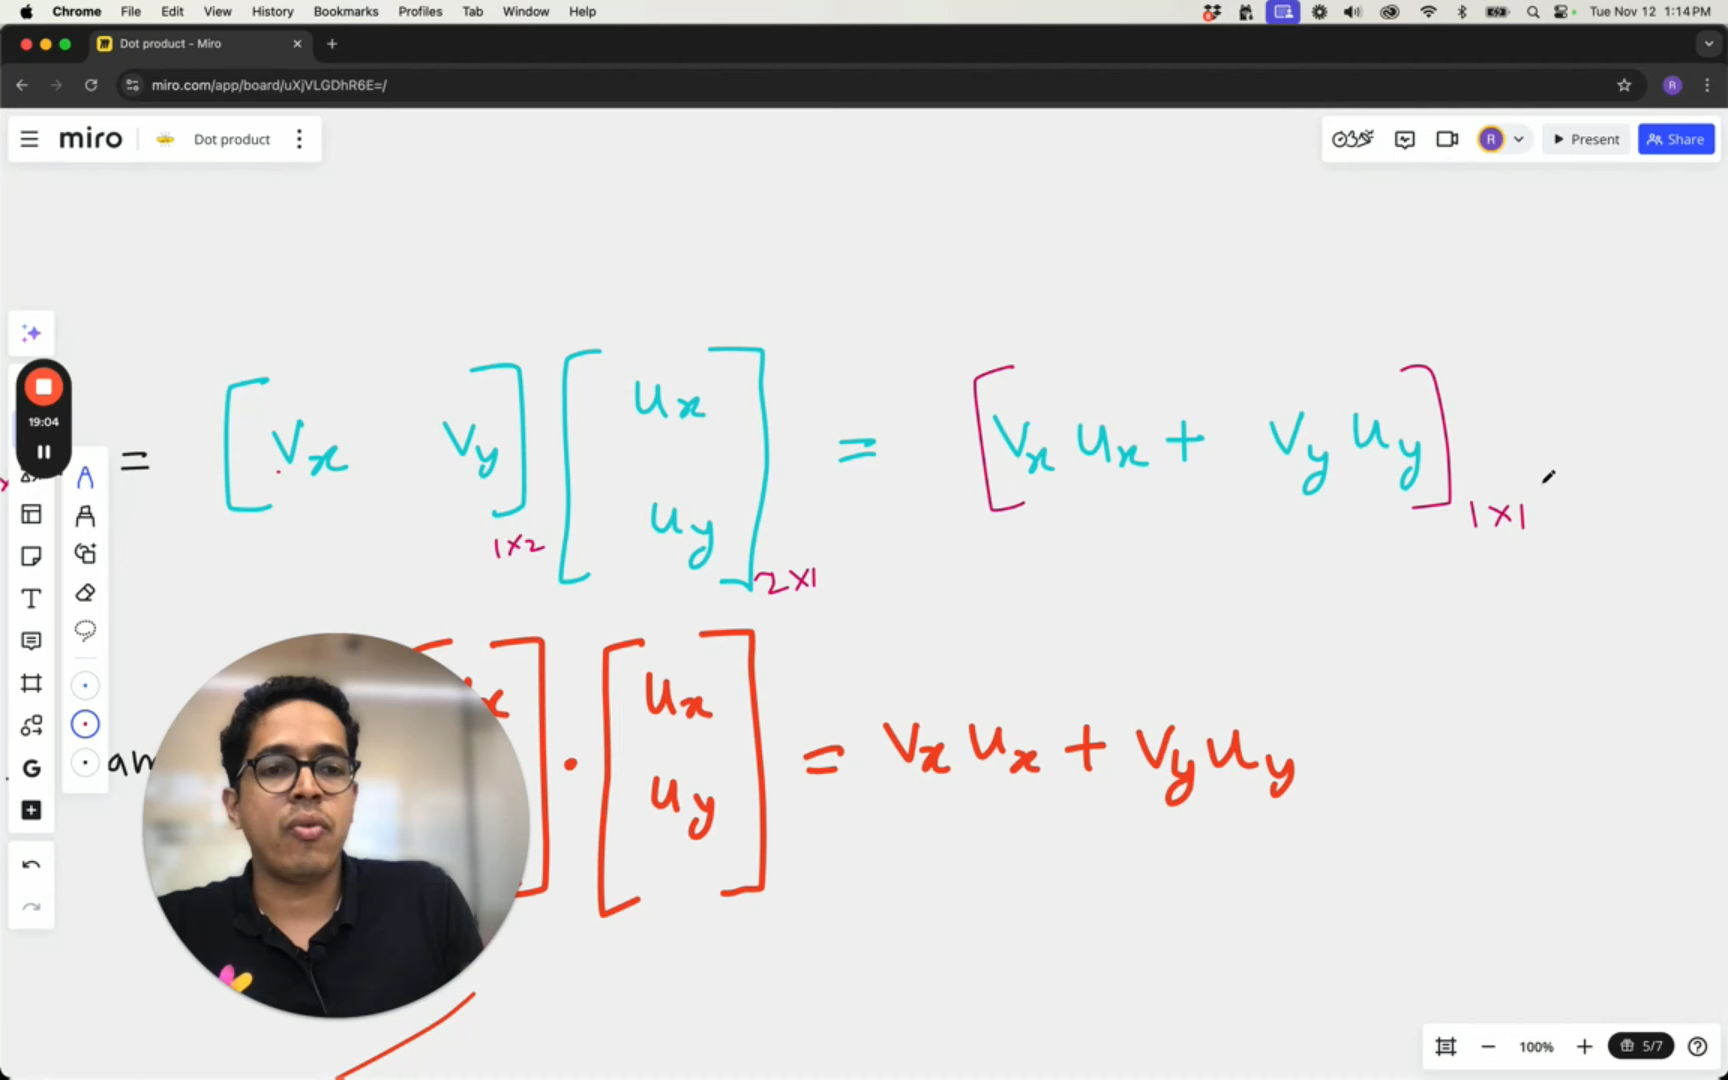 Chrome File Edit View History Bookmarks Profiles Tab Window Help Tue Nov 12 1:14 PM
Dot product - Miro
miro.com/app/board/uXjVLGDhR6E=/ R
miro Dot product R Present Share
19:04
= [ Vx Vy ] 1×2 [ ux uy ] 2×1 = [ Vx ux + Vy uy ] 1×1
T
G
am
x ] · [ ux uy ] = Vx ux + Vy uy
100% 5/7